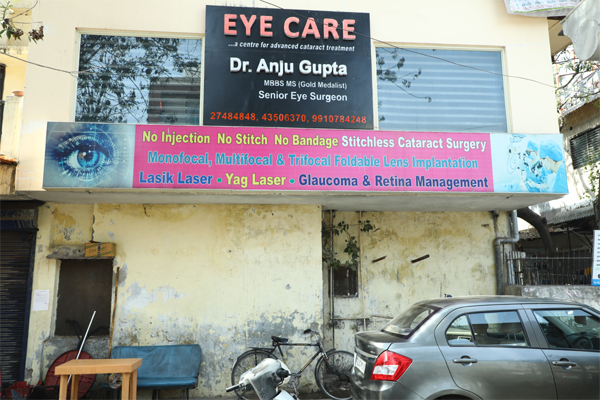 EYE CARE
...a centre for advanced cataract treatment
Dr. Anju Gupta
MBBS MS (Gold Medalist)
Senior Eye Surgeon
27484848, 43506370, 9910784248
No Injection No Stitch No Bandage Stitchless Cataract Surgery
Monofocal, Multifocal & Trifocal Foldable Lens Implantation
Lasik Laser • Yag Laser • Glaucoma & Retina Management